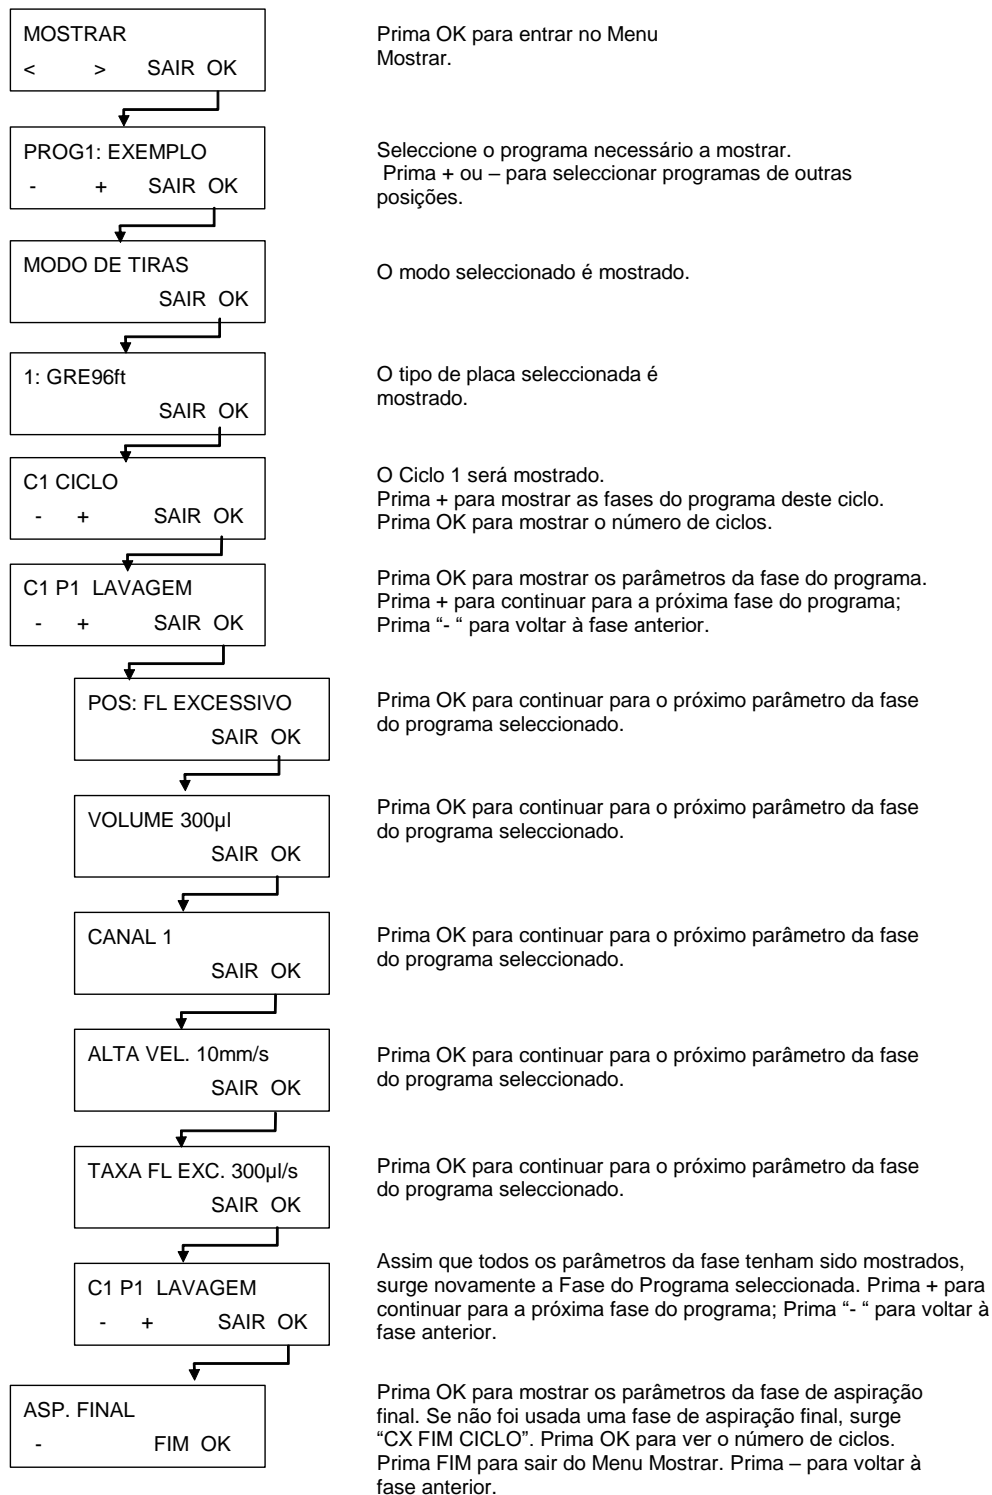 MOSTRAR
< > SAIR OK
Prima OK para entrar no Menu
Mostrar.
PROG1: EXEMPLO
- + SAIR OK
Seleccione o programa necessário a mostrar.
Prima + ou – para seleccionar programas de outras
posições.
MODO DE TIRAS
SAIR OK
O modo seleccionado é mostrado.
1: GRE96ft
SAIR OK
O tipo de placa seleccionada é
mostrado.
C1 CICLO
- + SAIR OK
O Ciclo 1 será mostrado.
Prima + para mostrar as fases do programa deste ciclo.
Prima OK para mostrar o número de ciclos.
C1 P1 LAVAGEM
- + SAIR OK
Prima OK para mostrar os parâmetros da fase do programa.
Prima + para continuar para a próxima fase do programa;
Prima “- “ para voltar à fase anterior.
POS: FL EXCESSIVO
SAIR OK
Prima OK para continuar para o próximo parâmetro da fase
do programa seleccionado.
VOLUME 300µl
SAIR OK
Prima OK para continuar para o próximo parâmetro da fase
do programa seleccionado.
CANAL 1
SAIR OK
Prima OK para continuar para o próximo parâmetro da fase
do programa seleccionado.
ALTA VEL. 10mm/s
SAIR OK
Prima OK para continuar para o próximo parâmetro da fase
do programa seleccionado.
TAXA FL EXC. 300µl/s
SAIR OK
Prima OK para continuar para o próximo parâmetro da fase
do programa seleccionado.
C1 P1 LAVAGEM
- + SAIR OK
Assim que todos os parâmetros da fase tenham sido mostrados,
surge novamente a Fase do Programa seleccionada. Prima + para
continuar para a próxima fase do programa; Prima “- “ para voltar à
fase anterior.
ASP. FINAL
- FIM OK
Prima OK para mostrar os parâmetros da fase de aspiração
final. Se não foi usada uma fase de aspiração final, surge
“CX FIM CICLO”. Prima OK para ver o número de ciclos.
Prima FIM para sair do Menu Mostrar. Prima – para voltar à
fase anterior.